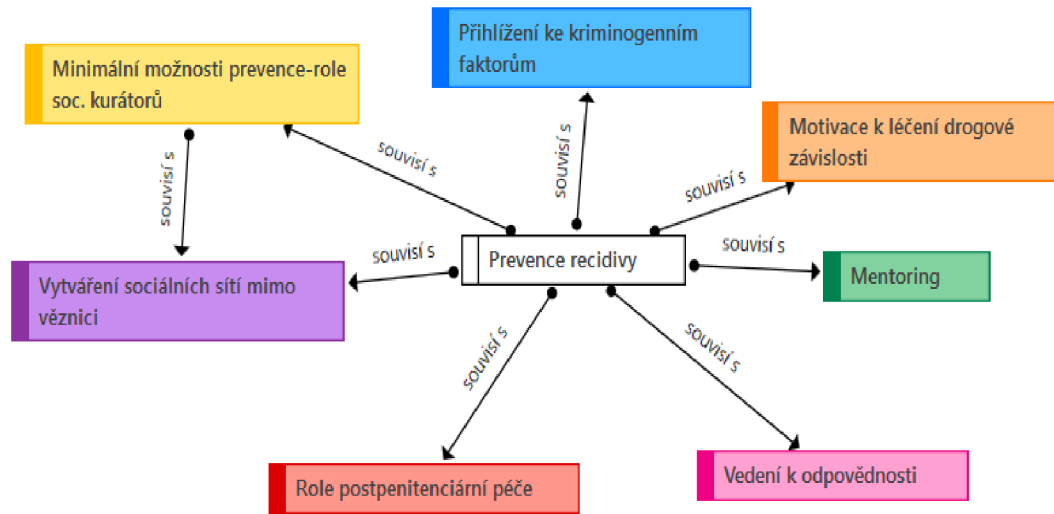 Přihlížení ke kriminogenním
faktorům
Minimální možnosti prevence-role
soc. kurátorů
Motivace k léčení drogové
závislosti
souvisí s
souvisí s
souvisí s
souvisí s
souvisí s
souvisí s
Prevence recidivy
Vytváření sociálních sítí mimo
věznici
Mentoring
souvisí s
souvisí s
Role postpenitenciární péče
Vedení k odpovědnosti